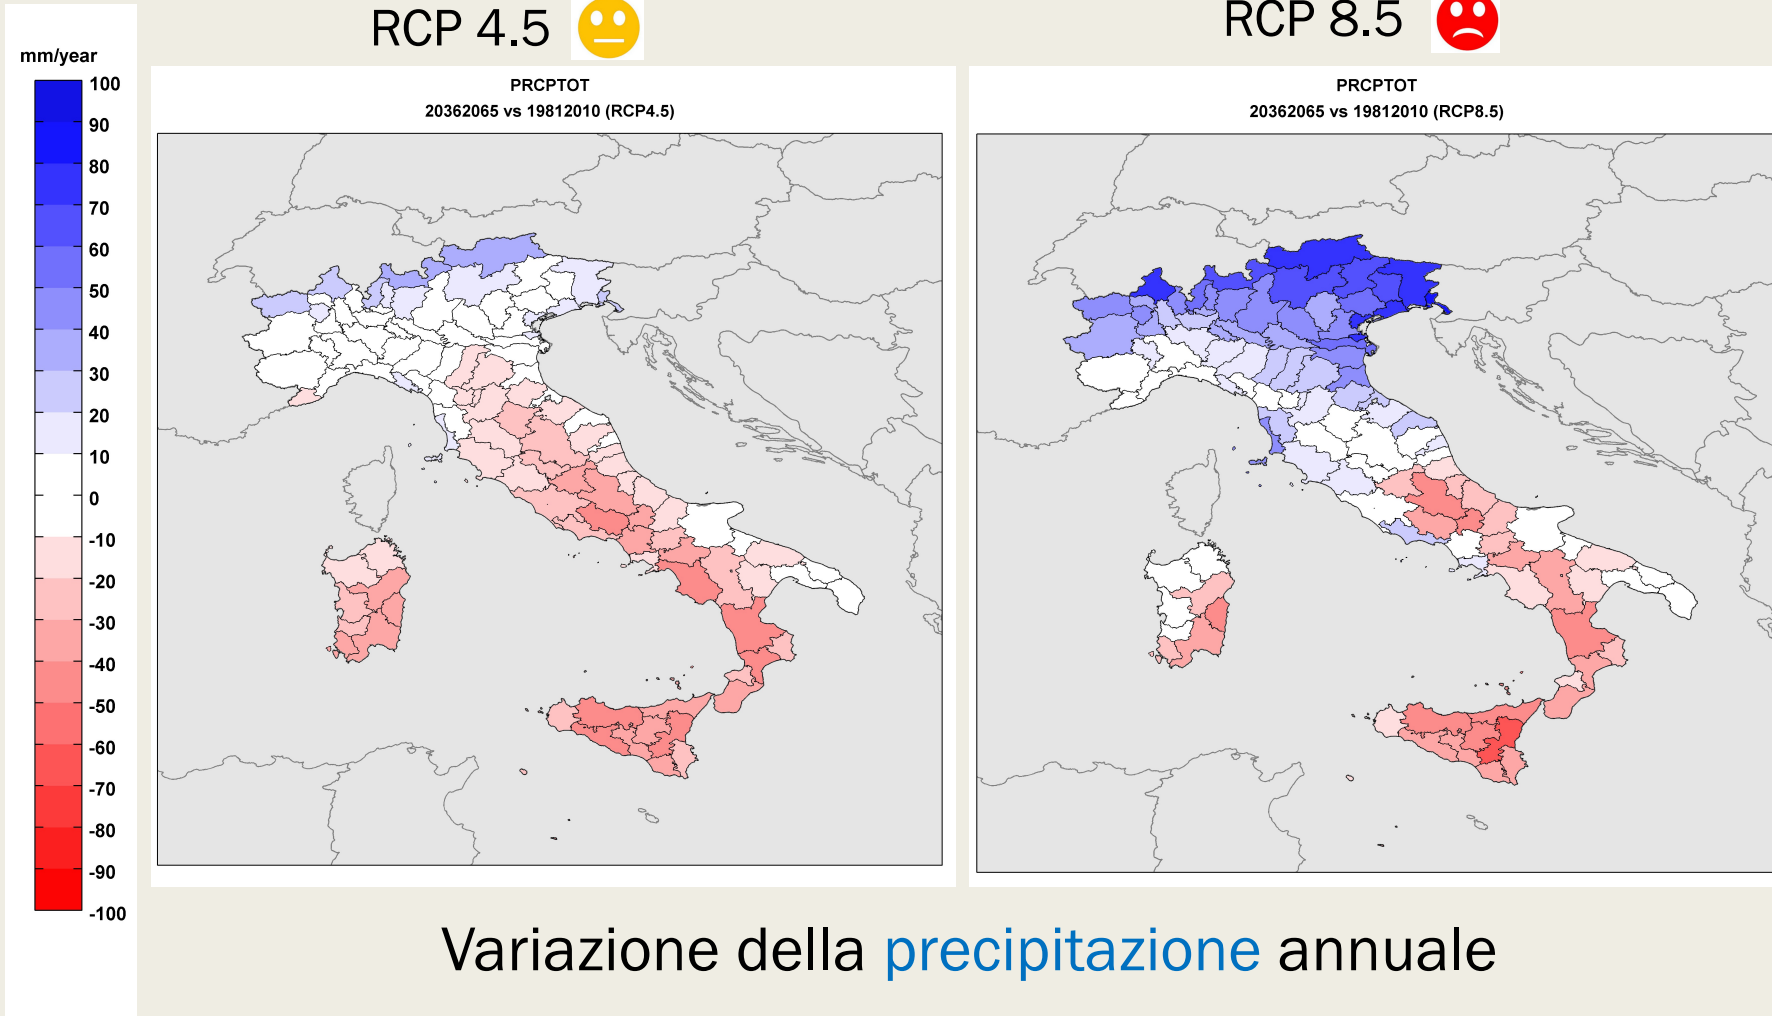 RCP 4.5
RCP 8.5
mm/year
100
90
80
70
60
50
40
30
20
10
0
-10
-20
-30
-40
-50
-60
-70
-80
-90
-100
PRCPTOT
20362065 vs 19812010 (RCP4.5)
PRCPTOT
20362065 vs 19812010 (RCP8.5)
Variazione della precipitazione annuale